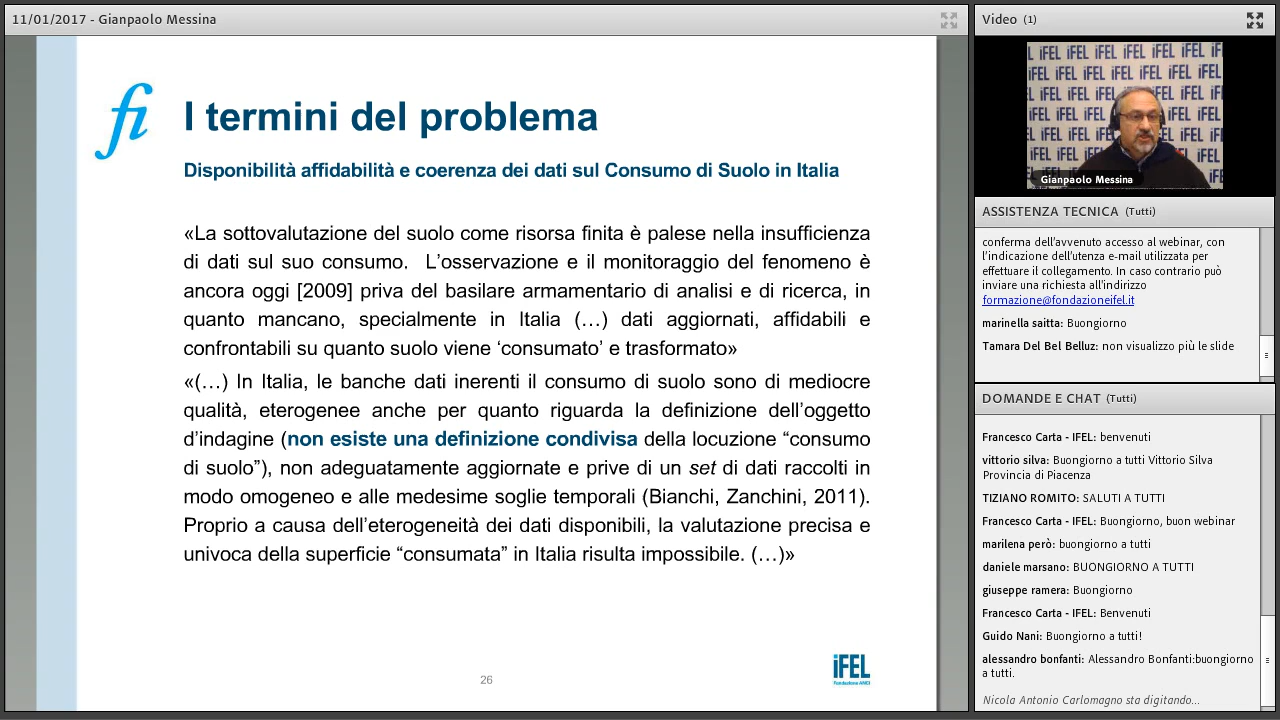 11/01/2017 - Gianpaolo Messina
fi
I termini del problema
Disponibilità affidabilità e coerenza dei dati sul Consumo di Suolo in Italia
«La sottovalutazione del suolo come risorsa finita è palese nella insufficienza
di dati sul suo consumo. L’osservazione e il monitoraggio del fenomeno è
ancora oggi [2009] priva del basilare armamentario di analisi e di ricerca, in
quanto mancano, specialmente in Italia (…) dati aggiornati, affidabili e
confrontabili su quanto suolo viene ‘consumato’ e trasformato»
«(…) In Italia, le banche dati inerenti il consumo di suolo sono di mediocre
qualità, eterogenee anche per quanto riguarda la definizione dell’oggetto
d’indagine (non esiste una definizione condivisa della locuzione “consumo
di suolo”), non adeguatamente aggiornate e prive di un set di dati raccolti in
modo omogeneo e alle medesime soglie temporali (Bianchi, Zanchini, 2011).
Proprio a causa dell’eterogeneità dei dati disponibili, la valutazione precisa e
univoca della superficie “consumata” in Italia risulta impossibile. (…)»
26
iFEL
Fondazione ANCI
Video (1)
iFEL
Gianpaolo Messina
ASSISTENZA TECNICA (Tutti)
conferma dell’avvenuto accesso al webinar, con
l’indicazione dell’utenza e-mail utilizzata per
effettuare il collegamento. In caso contrario può
inviare una richiesta all’indirizzo
formazione@fondazioneifel.it
marinella saitta: Buongiorno
Tamara Del Bel Belluz: non visualizzo più le slide
DOMANDE E CHAT (Tutti)
Francesco Carta - IFEL: benvenuti
vittorio silva: Buongiorno a tutti Vittorio Silva
Provincia di Piacenza
TIZIANO ROMITO: SALUTI A TUTTI
Francesco Carta - IFEL: Buongiorno, buon webinar
marilena però: buongiorno a tutti
daniele marsano: BUONGIORNO A TUTTI
giuseppe ramera: Buongiorno
Francesco Carta - IFEL: Benvenuti
Guido Nani: Buongiorno a tutti!
alessandro bonfanti: Alessandro Bonfanti:buongiorno
a tutti.
Nicola Antonio Carlomagno sta digitando...